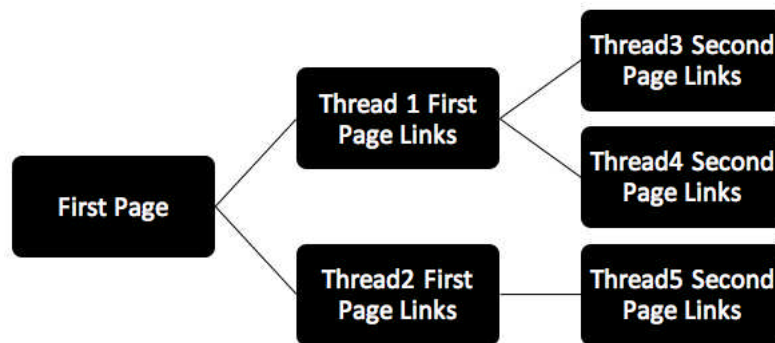 First Page
Thread 1 First
Page Links
Thread2 First
Page Links
Thread3 Second
Page Links
Thread4 Second
Page Links
Thread5 Second
Page Links